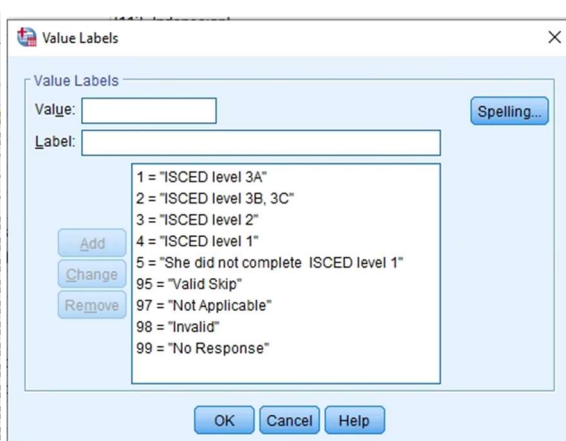 Value Labels
Value Labels
Value:
Spelling...
Label:
1 = "ISCED level 3A"
2 = "ISCED level 3B, 3C"
3 = "ISCED level 2"
4 = "ISCED level 1"
5 = "She did not complete  ISCED level 1"
95 = "Valid Skip"
97 = "Not Applicable"
98 = "Invalid"
99 = "No Response"
Add
Change
Remove
OK
Cancel
Help